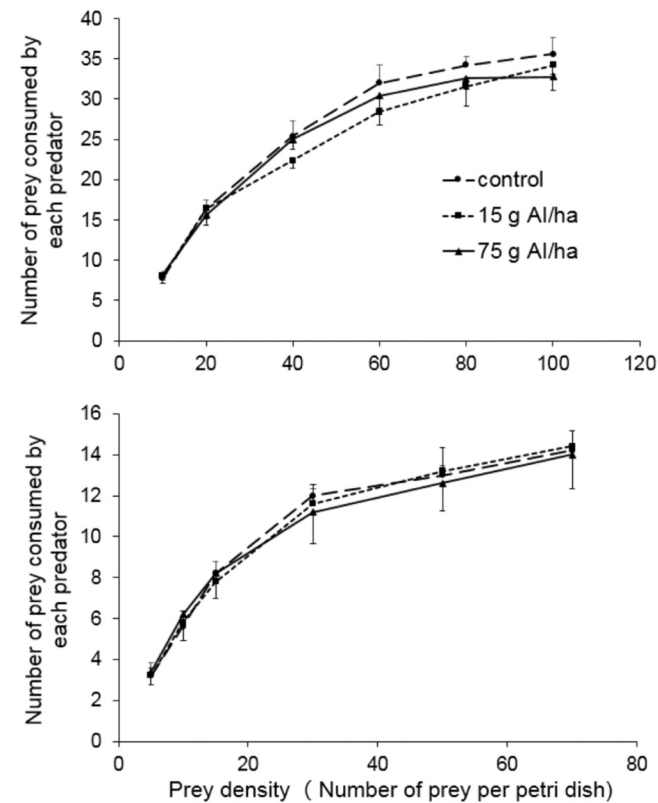 40
35
30
25
20
15
10
5
0
0 20 40 60 80 100 120
Number of prey consumed by
each predator
control
15 g AI/ha
75 g AI/ha
16
14
12
10
8
6
4
2
0
0 20 40 60 80
Number of prey consumed by
each predator
Prey density ( Number of prey per petri dish)